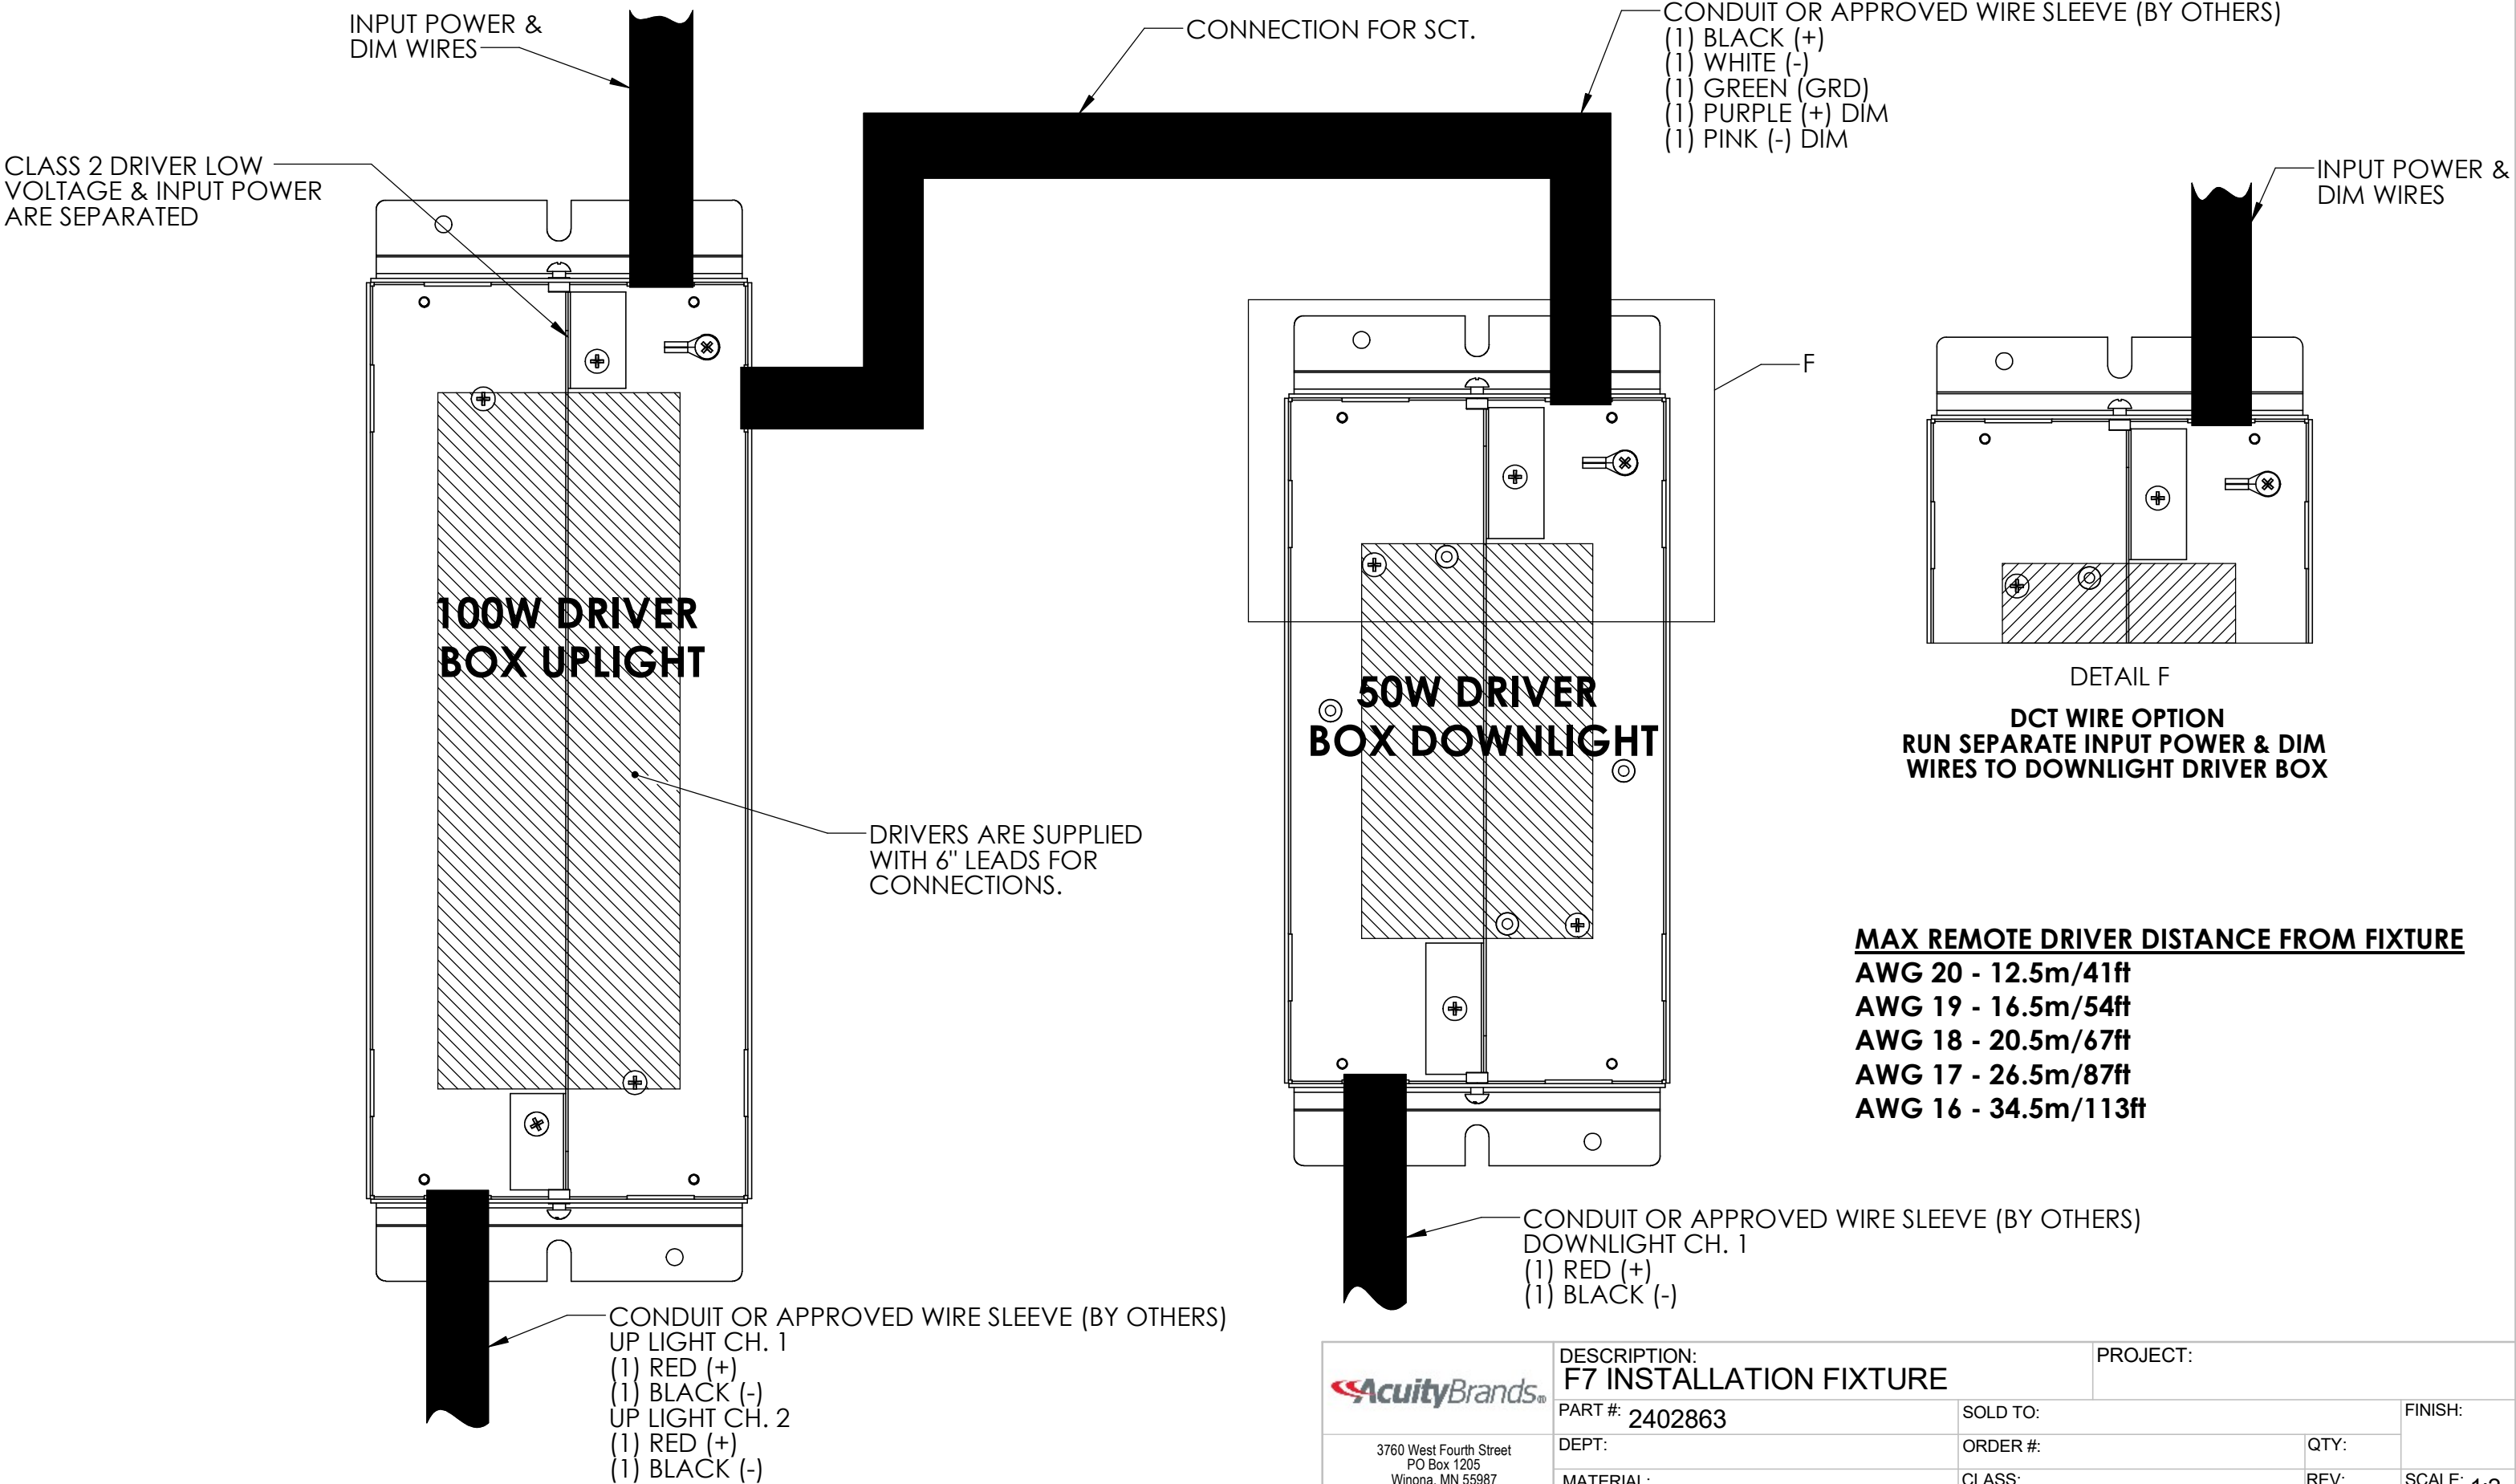 INPUT POWER &
DIM WIRES
CONNECTION FOR SCT.
CONDUIT OR APPROVED WIRE SLEEVE (BY OTHERS)
(1) BLACK (+)
(1) WHITE (-)
(1) GREEN (GRD)
(1) PURPLE (+) DIM
(1) PINK (-) DIM
CLASS 2 DRIVER LOW
VOLTAGE & INPUT POWER
ARE SEPARATED
INPUT POWER &
DIM WIRES
F
100W DRIVER
BOX UPLIGHT
50W DRIVER
BOX DOWNLIGHT
DETAIL F
DCT WIRE OPTION
RUN SEPARATE INPUT POWER & DIM
WIRES TO DOWNLIGHT DRIVER BOX
DRIVERS ARE SUPPLIED
WITH 6" LEADS FOR
CONNECTIONS.
MAX REMOTE DRIVER DISTANCE FROM FIXTURE
AWG 20 - 12.5m/41ft
AWG 19 - 16.5m/54ft
AWG 18 - 20.5m/67ft
AWG 17 - 26.5m/87ft
AWG 16 - 34.5m/113ft
CONDUIT OR APPROVED WIRE SLEEVE (BY OTHERS)
DOWNLIGHT CH. 1
(1) RED (+)
(1) BLACK (-)
CONDUIT OR APPROVED WIRE SLEEVE (BY OTHERS)
UP LIGHT CH. 1
(1) RED (+)
(1) BLACK (-)
UP LIGHT CH. 2
(1) RED (+)
(1) BLACK (-)
AcuityBrands®
3760 West Fourth Street
PO Box 1205
Winona, MN 55987
DESCRIPTION:
F7 INSTALLATION FIXTURE
PROJECT:
PART #: 2402863
SOLD TO:
FINISH:
DEPT:
ORDER #:
QTY:
MATERIAL:
CLASS:
REV:
SCALE: 1:2